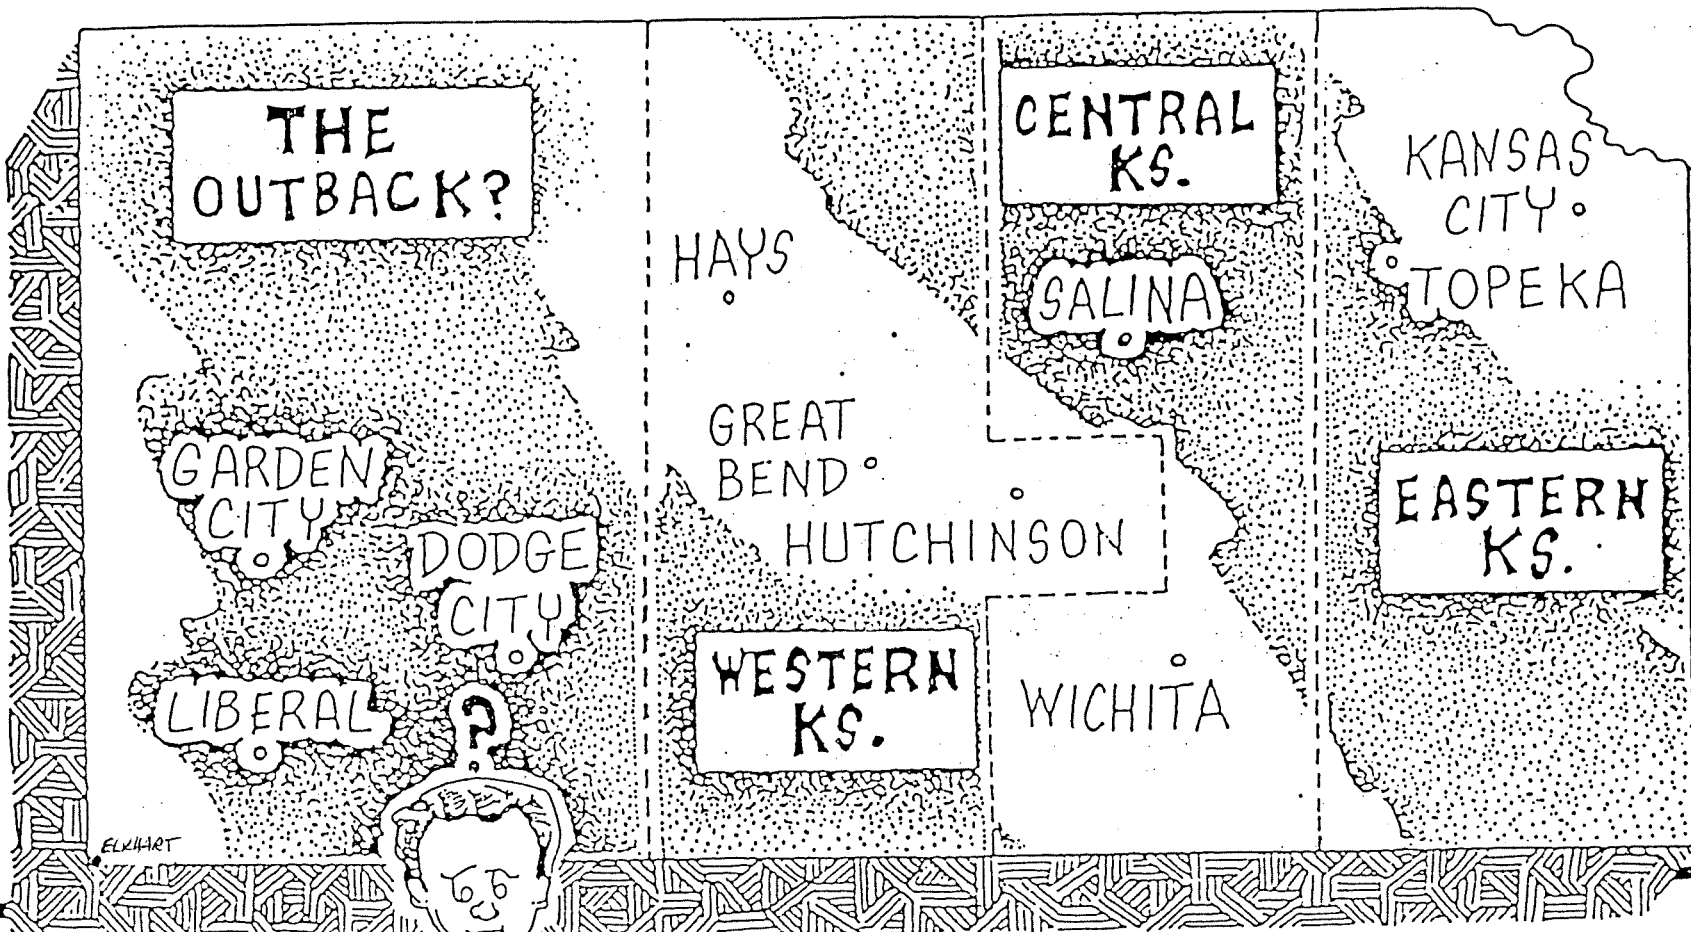 THE
OUTBACK?
CENTRAL
KS.
KANSAS
CITY
HAYS
SALINA
TOPEKA
GREAT
BEND
GARDEN
CITY
HUTCHINSON
EASTERN
KS.
DODGE
CITY
WESTERN
KS.
LIBERAL
WICHITA
?
ELKHART